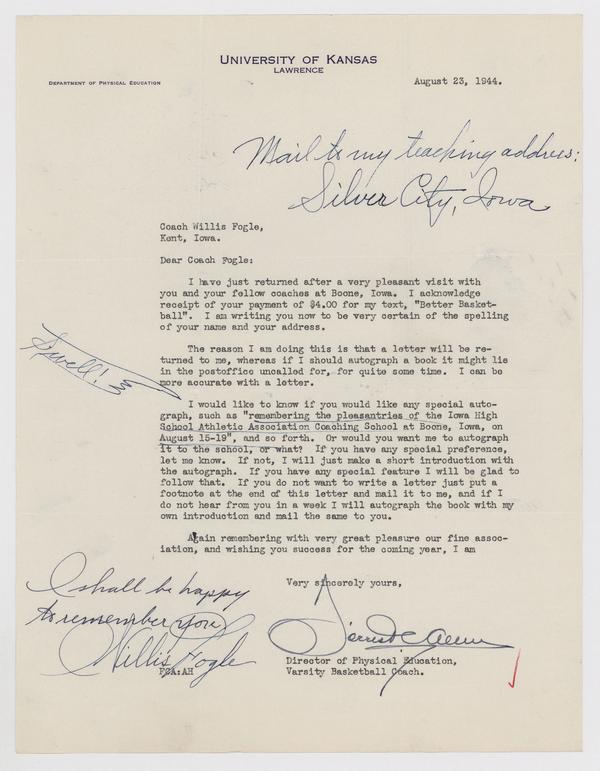 UNIVERSITY OF KANSAS
LAWRENCE
DEPARTMENT OF PHYSICAL EDUCATION
August 23, 1944.
Mail to my teaching address:
Silver City, Iowa
Coach Willis Fogle,
Kent, Iowa.
Dear Coach Fogle:
I have just returned after a very pleasant visit with
you and your fellow coaches at Boone, Iowa. I acknowledge
receipt of your payment of $4.00 for my text, "Better Basket-
ball". I am writing you now to be very certain of the spelling
of your name and your address.
The reason I am doing this is that a letter will be re-
turned to me, whereas if I should autograph a book it might lie
in the postoffice uncalled for, for quite some time. I can be
more accurate with a letter.
Swell!
I would like to know if you would like any special auto-
graph, such as "remembering the pleasantries of the Iowa High
School Athletic Association Coaching School at Boone, Iowa, on
August 15-19", and so forth. Or would you want me to autograph
it to the school, or what? If you have any special preference,
let me know. If not, I will just make a short introduction with
the autograph. If you have any special feature I will be glad to
follow that. If you do not want to write a letter just put a
footnote at the end of this letter and mail it to me, and if I
do not hear from you in a week I will autograph the book with my
own introduction and mail the same to you.
Again remembering with very great pleasure our fine assoc-
iation, and wishing you success for the coming year, I am
Very sincerely yours,
Forrest C Allen
Director of Physical Education,
Varsity Basketball Coach.
I shall be happy
to remember you
Willis Fogle
FCA:AH